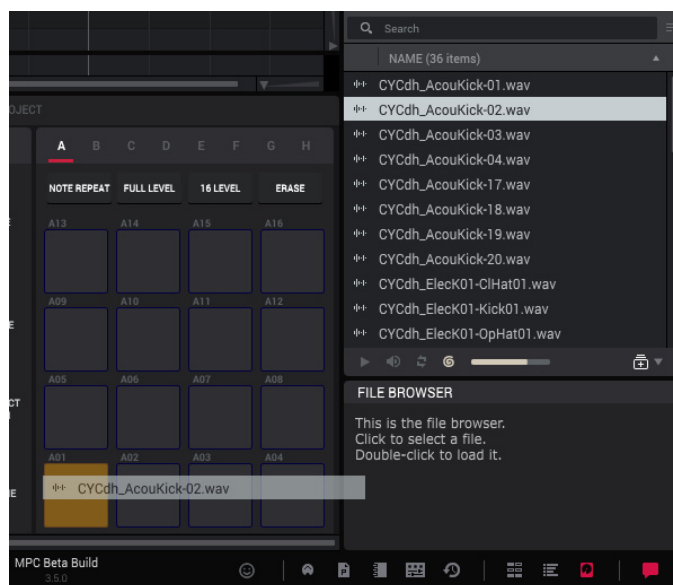 Search
NAME (36 items)
CYCdh_AcouKick-01.wav
CYCdh_AcouKick-02.wav
CYCdh_AcouKick-03.wav
CYCdh_AcouKick-04.wav
CYCdh_AcouKick-17.wav
CYCdh_AcouKick-18.wav
CYCdh_AcouKick-19.wav
CYCdh_AcouKick-20.wav
CYCdh_ElecK01-ClHat01.wav
CYCdh_ElecK01-Kick01.wav
CYCdh_ElecK01-OpHat01.wav
A B C D E F G H
NOTE REPEAT FULL LEVEL 16 LEVEL ERASE
A13 A14 A15 A16
A09 A10 A11 A12
A05 A06 A07 A08
A01 A02 A03 A04
CYCdh_AcouKick-02.wav
FILE BROWSER
This is the file browser.
Click to select a file.
Double-click to load it.
MPC Beta Build
3.5.0